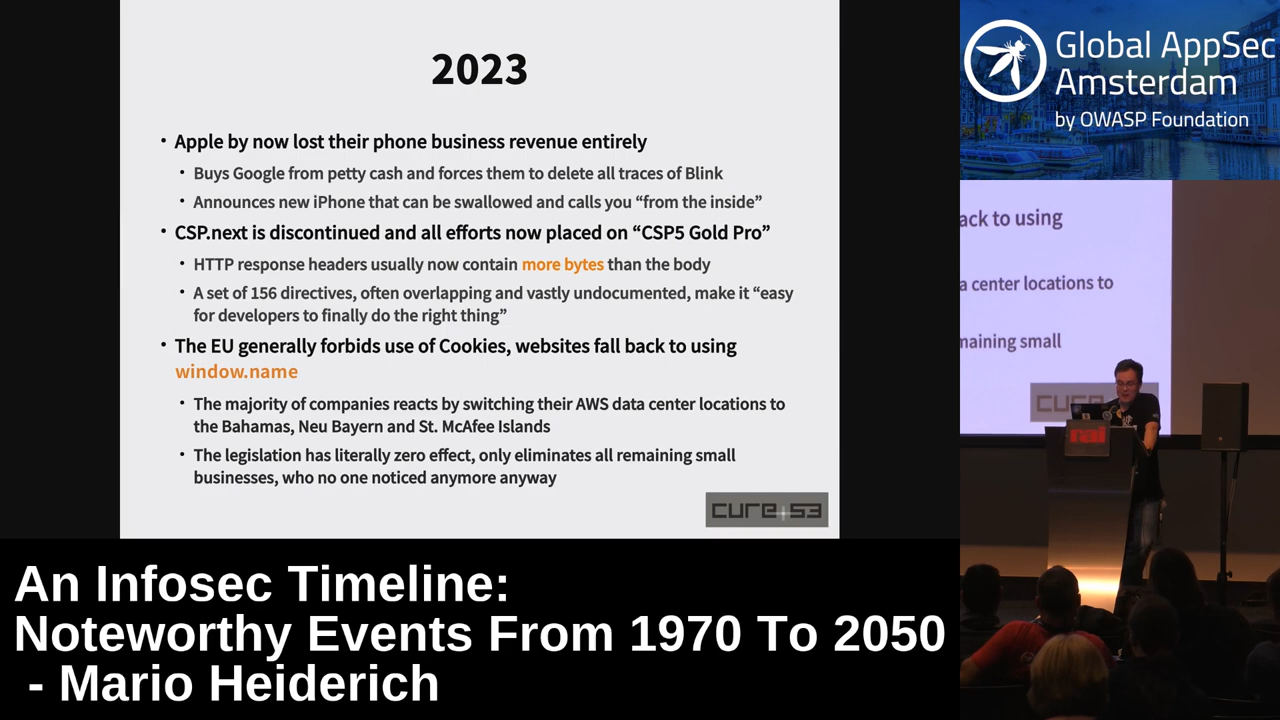 2023
• Apple by now lost their phone business revenue entirely
• Buys Google from petty cash and forces them to delete all traces of Blink
• Announces new iPhone that can be swallowed and calls you “from the inside”
• CSP.next is discontinued and all efforts now placed on “CSP5 Gold Pro”
• HTTP response headers usually now contain more bytes than the body
• A set of 156 directives, often overlapping and vastly undocumented, make it “easy
for developers to finally do the right thing”
• The EU generally forbids use of Cookies, websites fall back to using
window.name
• The majority of companies reacts by switching their AWS data center locations to
the Bahamas, Neu Bayern and St. McAfee Islands
• The legislation has literally zero effect, only eliminates all remaining small
businesses, who no one noticed anymore anyway
cure+53
Global AppSec
Amsterdam
by OWASP Foundation
ack to using
a center locations to
maining small
cure
rai
An Infosec Timeline:
Noteworthy Events From 1970 To 2050
- Mario Heiderich